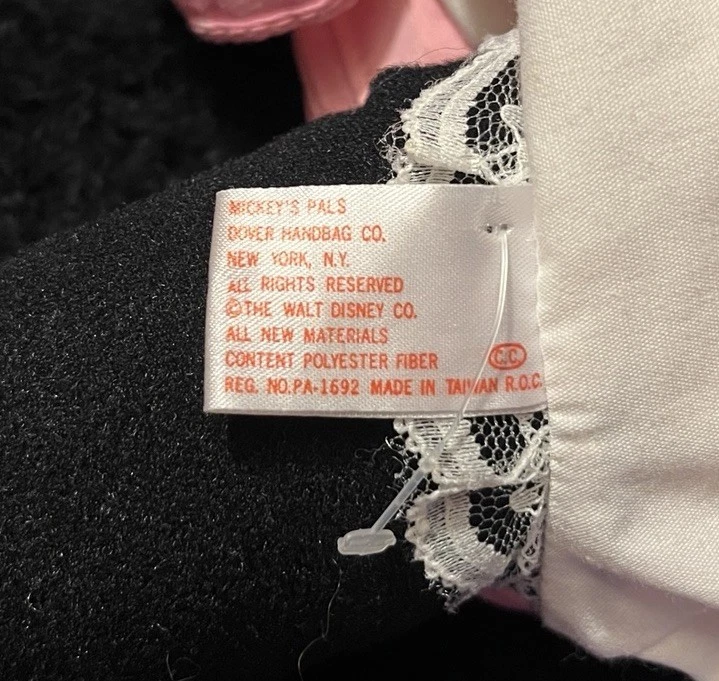 MICKEY'S PALS
DOVER HANDBAG CO.
NEW YORK, N.Y.
ALL RIGHTS RESERVED
©THE WALT DISNEY CO.
ALL NEW MATERIALS
CONTENT POLYESTER FIBER
C.C.
REG. NO.PA-1692 MADE IN TAIWAN R.O.C.